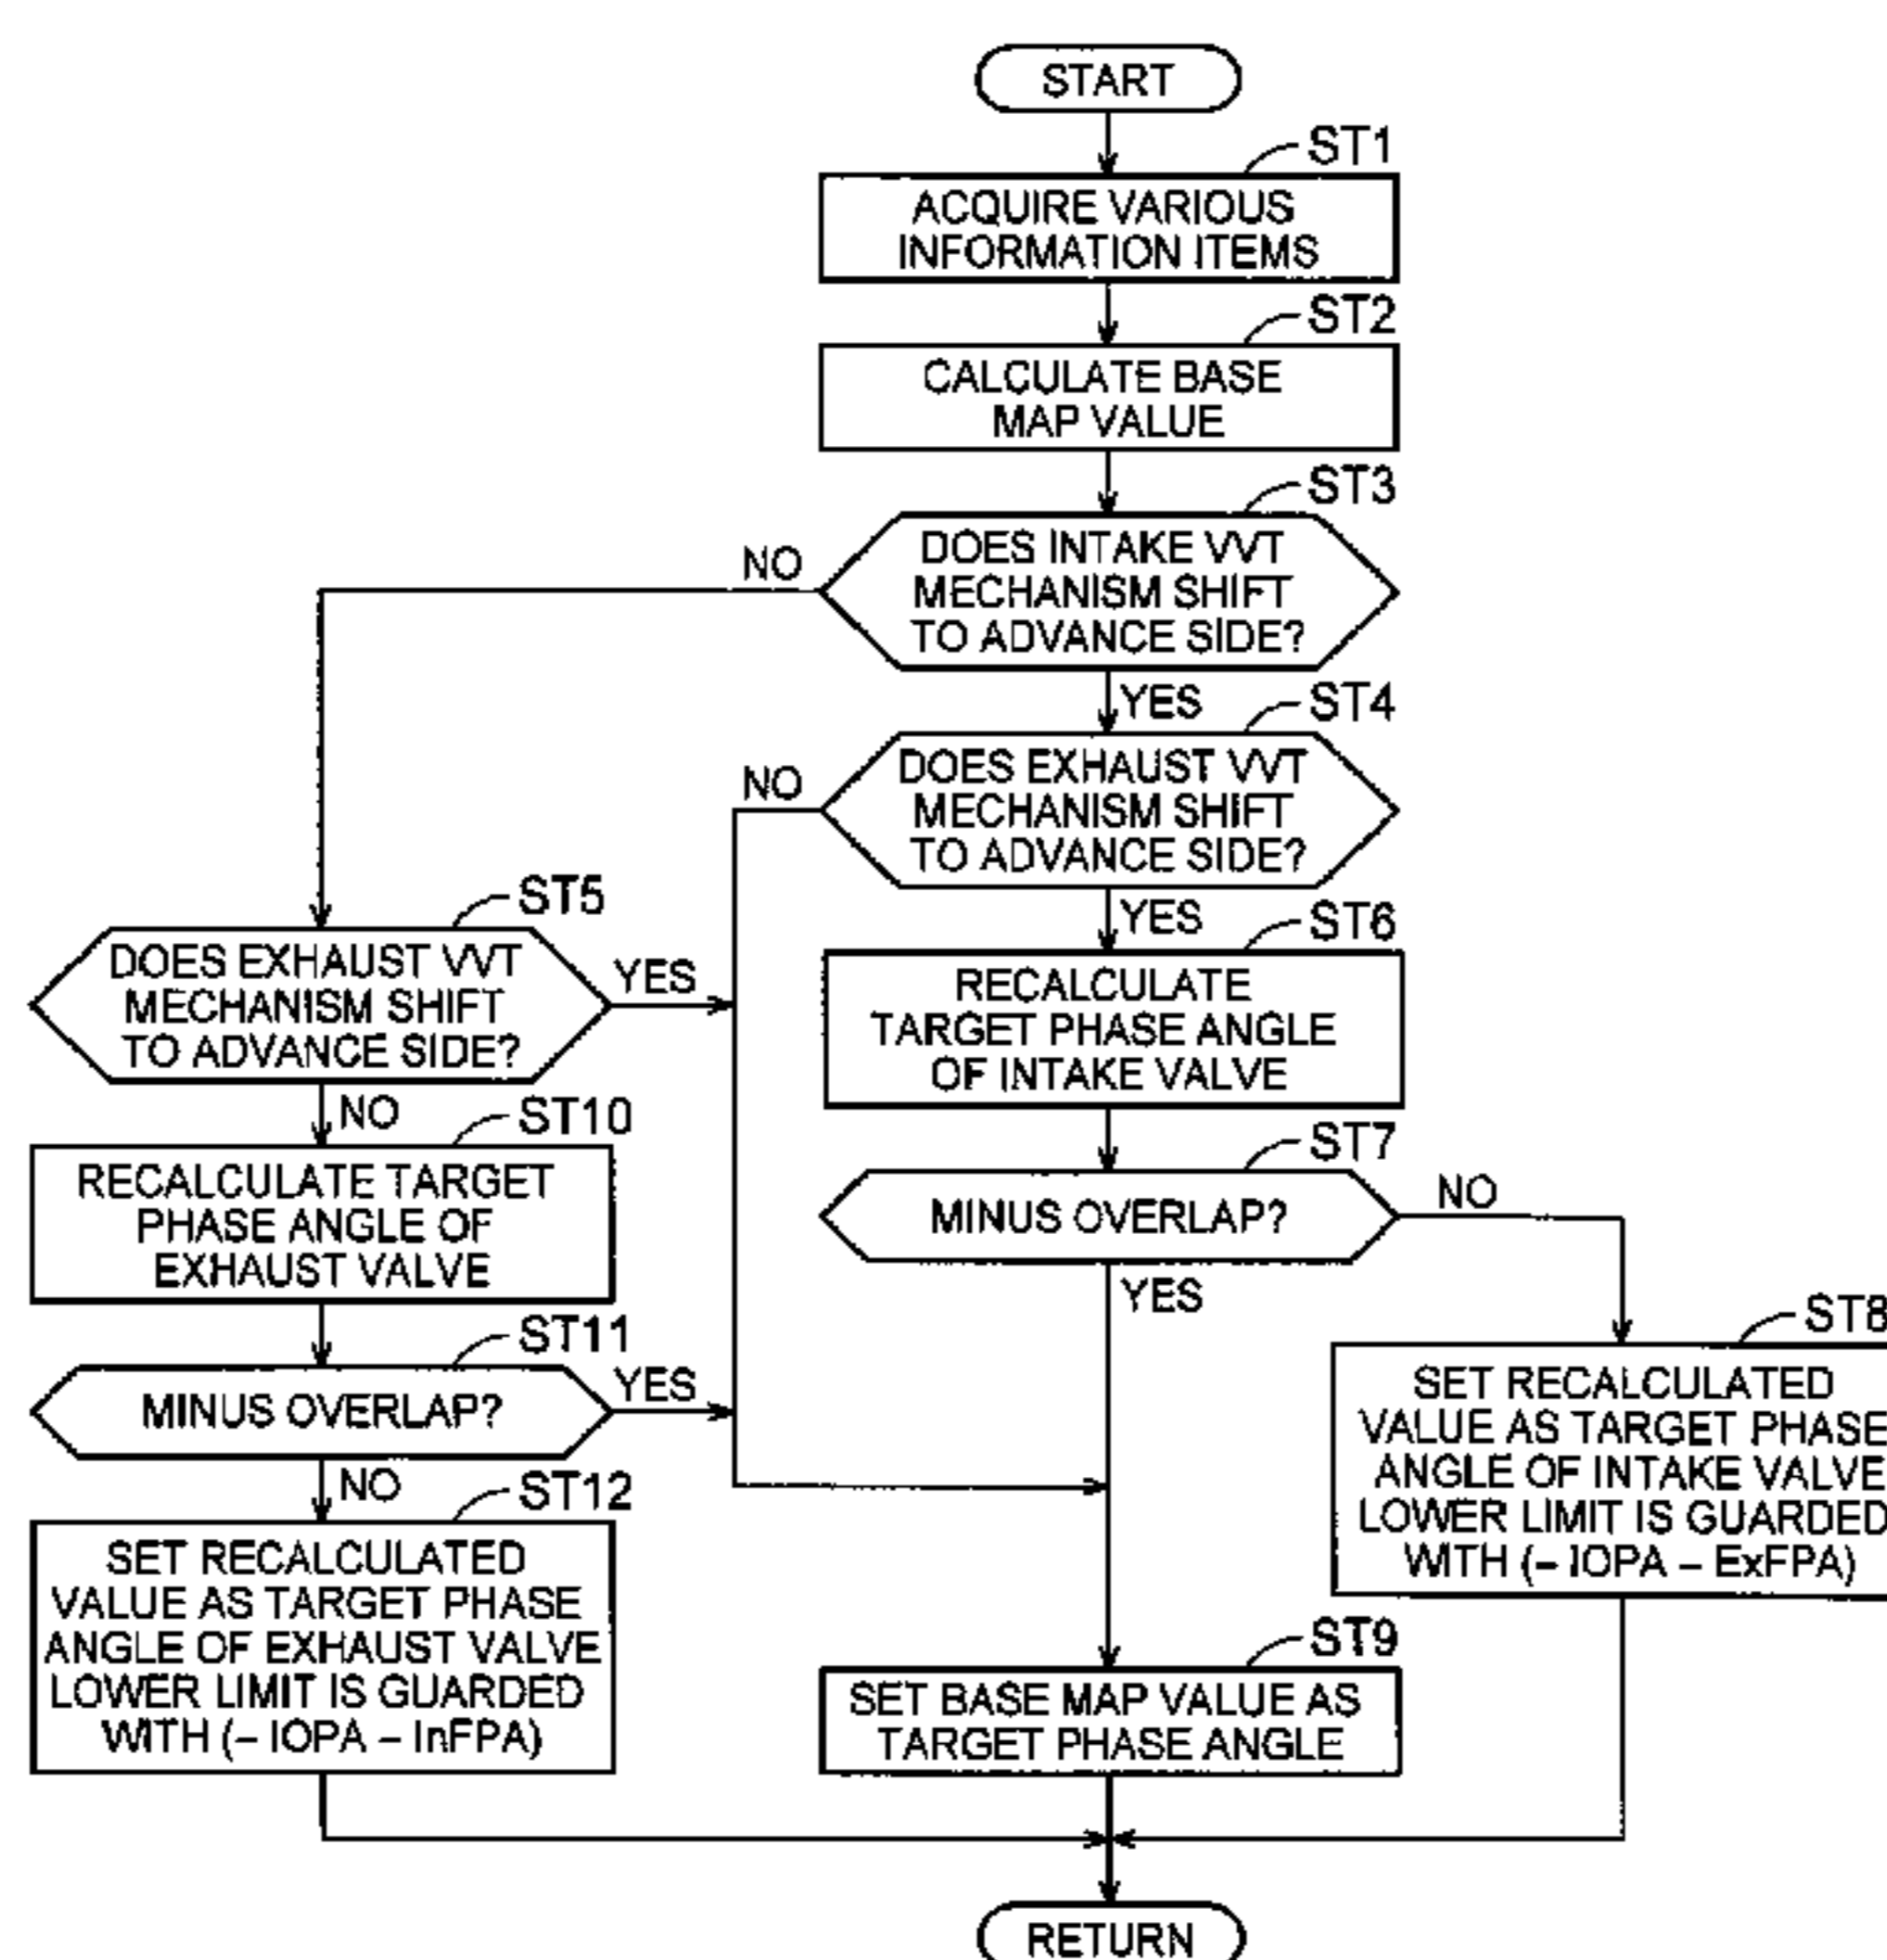 START
ST1
ACQUIRE VARIOUS
INFORMATION ITEMS
ST2
CALCULATE BASE
MAP VALUE
ST3
DOES INTAKE VVT
MECHANISM SHIFT
TO ADVANCE SIDE?
NO
YES
ST4
DOES EXHAUST VVT
MECHANISM SHIFT
TO ADVANCE SIDE?
NO
YES
ST5
DOES EXHAUST VVT
MECHANISM SHIFT
TO ADVANCE SIDE?
YES
NO
ST6
RECALCULATE
TARGET PHASE ANGLE
OF INTAKE VALVE
ST7
MINUS OVERLAP?
NO
YES
ST8
SET RECALCULATED
VALUE AS TARGET PHASE
ANGLE OF INTAKE VALVE
LOWER LIMIT IS GUARDED
WITH (– IOPA – ExFPA)
ST10
RECALCULATE TARGET
PHASE ANGLE OF
EXHAUST VALVE
ST11
MINUS OVERLAP?
YES
NO
ST12
SET RECALCULATED
VALUE AS TARGET PHASE
ANGLE OF EXHAUST VALVE
LOWER LIMIT IS GUARDED
WITH (– IOPA – InFPA)
ST9
SET BASE MAP VALUE AS
TARGET PHASE ANGLE
RETURN